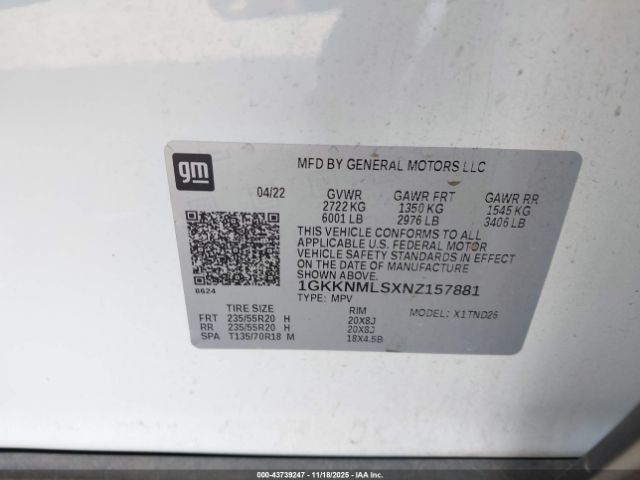 gm
MFD BY GENERAL MOTORS LLC
04/22 GVWR GAWR FRT GAWR RR
2722 KG 1350 KG 1545 KG
6001 LB 2976 LB 3406 LB
THIS VEHICLE CONFORMS TO ALL
APPLICABLE U.S. FEDERAL MOTOR
VEHICLE SAFETY STANDARDS IN EFFECT
ON THE DATE OF MANUFACTURE
SHOWN ABOVE.
1GKKNMLSXNZ157881
8624
TYPE: MPV MODEL: X1TND26
TIRE SIZE RIM
FRT 235/55R20 H 20X8J
RR 235/55R20 H 20X8J
SPA T135/70R18 M 18X4.5B
© IAA 000-43739247 - 11/18/2025 - IAAI.COM